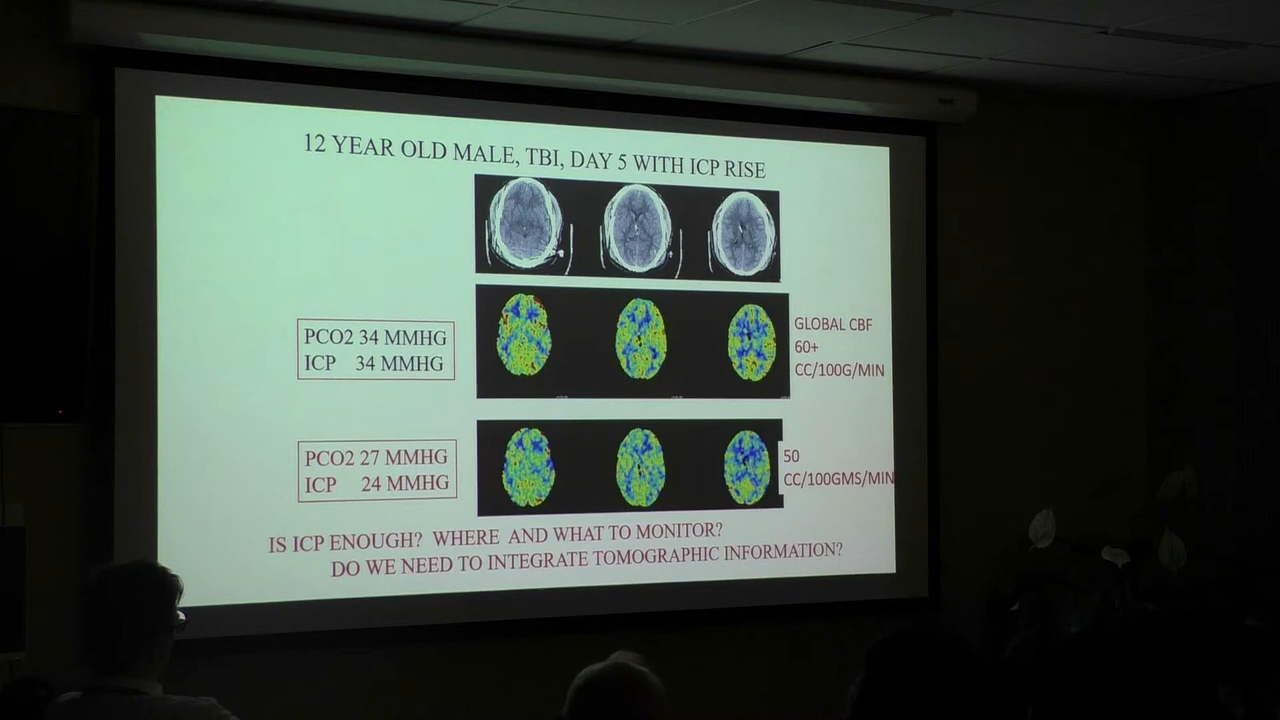 12 YEAR OLD MALE, TBI, DAY 5 WITH ICP RISE
PCO2 34 MMHG
ICP 34 MMHG
GLOBAL CBF
60+
CC/100G/MIN
PCO2 27 MMHG
ICP 24 MMHG
50
CC/100GMS/MIN
IS ICP ENOUGH? WHERE AND WHAT TO MONITOR?
DO WE NEED TO INTEGRATE TOMOGRAPHIC INFORMATION?